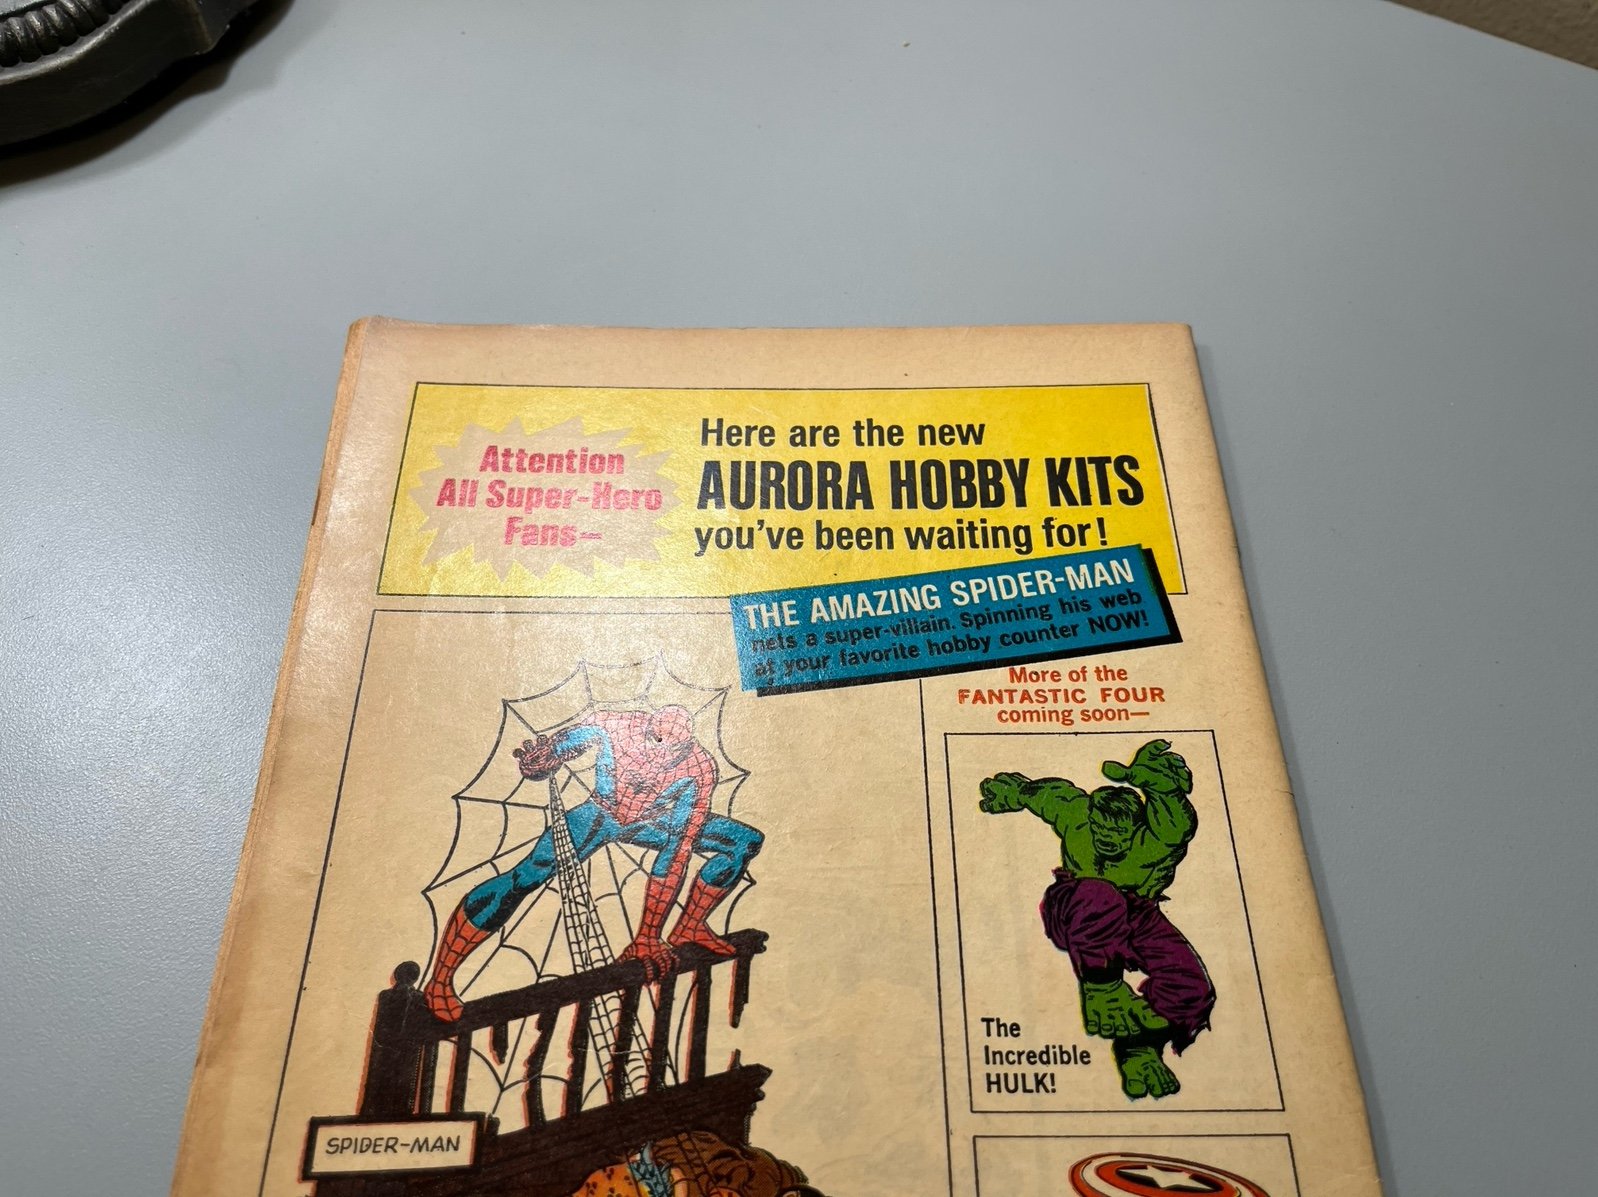 Attention
All Super-Hero
Fans—
Here are the new
AURORA HOBBY KITS
you've been waiting for!
THE AMAZING SPIDER-MAN
nets a super-villain. Spinning his web
at your favorite hobby counter NOW!
More of the
FANTASTIC FOUR
coming soon—
The
Incredible
HULK!
SPIDER-MAN